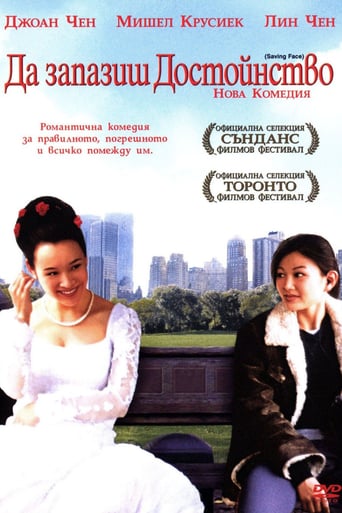 ДЖОАН ЧЕН МИШЕЛ КРУСИЕК ЛИН ЧЕН
(Saving Face)
Да запазиш Достойнство
НОВА КОМЕДИЯ
Романтична комедия
за правилното, погрешното
и всичко помежду им.
ОФИЦИАЛНА СЕЛЕКЦИЯ
СЪНДАНС
ФИЛМОВ ФЕСТИВАЛ
ОФИЦИАЛНА СЕЛЕКЦИЯ
ТОРОНТО
ФИЛМОВ ФЕСТИВАЛ
DVD